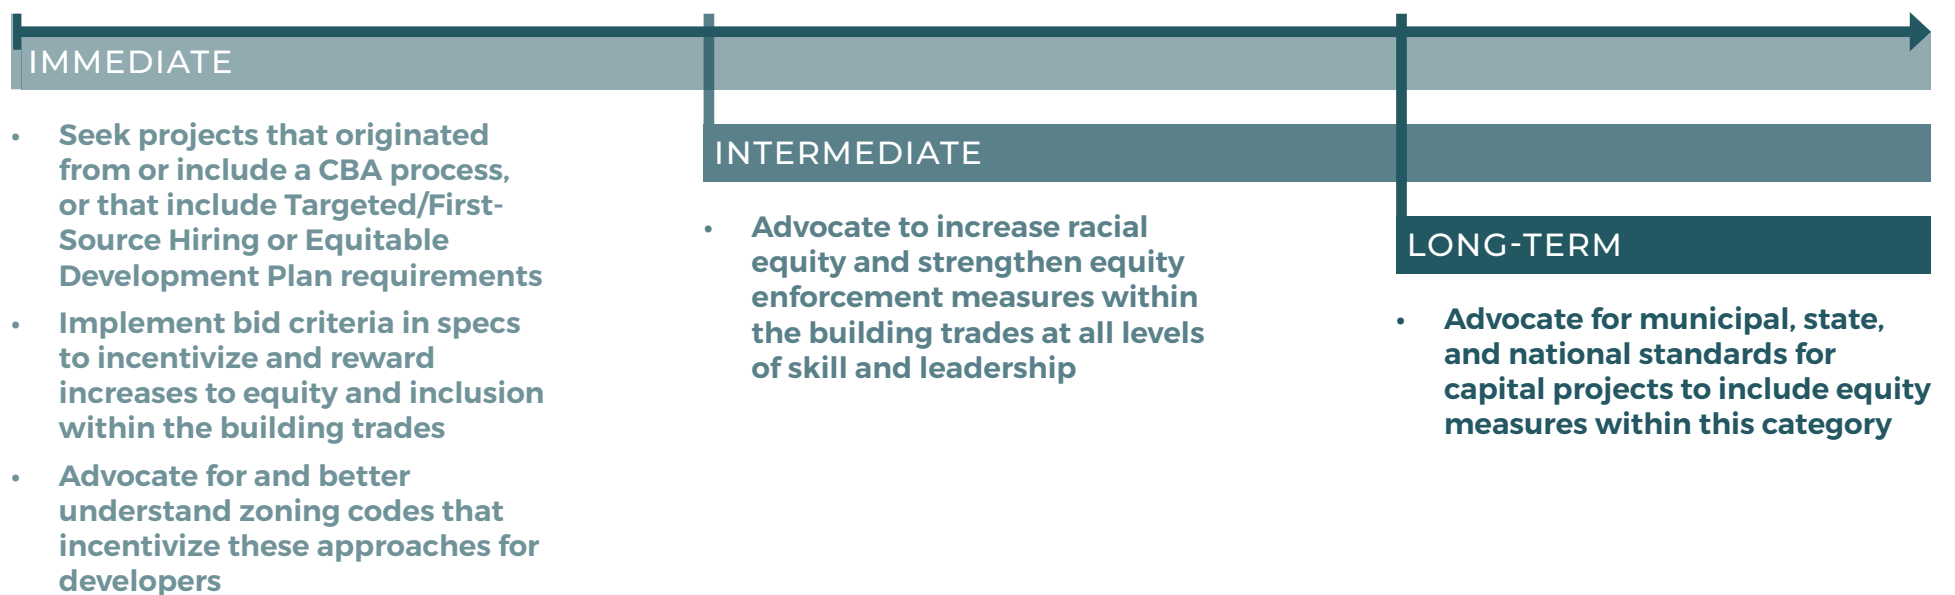 IMMEDIATE
• Seek projects that originated
from or include a CBA process,
or that include Targeted/First-
Source Hiring or Equitable
Development Plan requirements
• Implement bid criteria in specs
to incentivize and reward
increases to equity and inclusion
within the building trades
• Advocate for and better
understand zoning codes that
incentivize these approaches for
developers
INTERMEDIATE
• Advocate to increase racial
equity and strengthen equity
enforcement measures within
the building trades at all levels
of skill and leadership
LONG-TERM
• Advocate for municipal, state,
and national standards for
capital projects to include equity
measures within this category